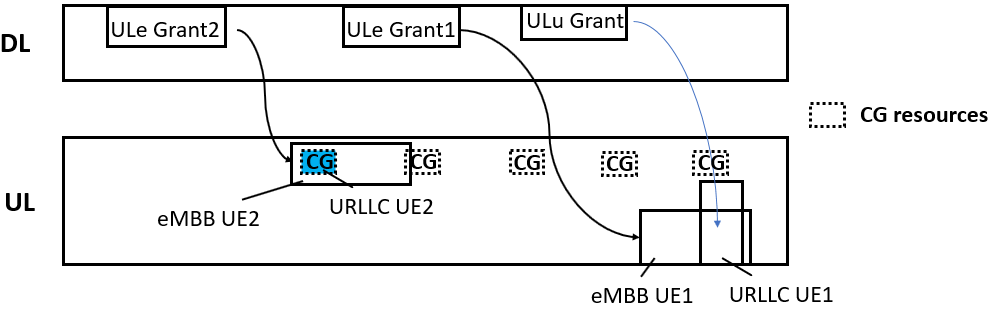 DL
ULe Grant2
ULe Grant1
ULu Grant
CG resources
UL
CG
CG
CG
CG
CG
eMBB UE2
URLLC UE2
eMBB UE1
URLLC UE1